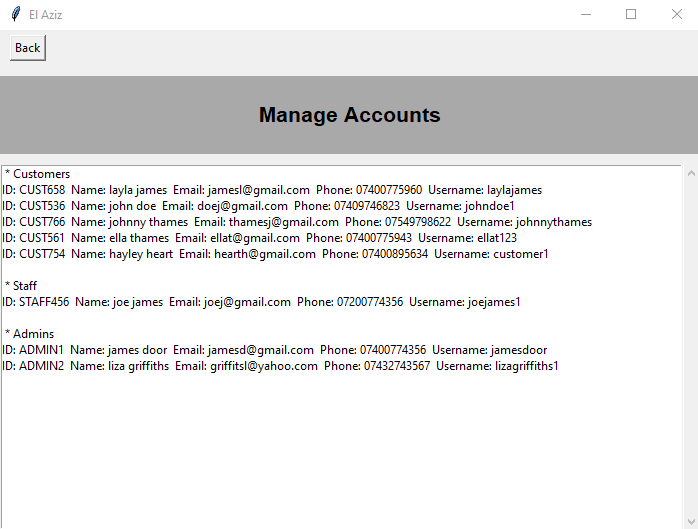 El Aziz
Back
Manage Accounts
* Customers
ID: CUST658  Name: layla james  Email: jamesl@gmail.com  Phone: 07400775960  Username: laylajames
ID: CUST536  Name: john doe  Email: doej@gmail.com  Phone: 07409746823  Username: johndoe1
ID: CUST766  Name: johnny thames  Email: thamesj@gmail.com  Phone: 07549798622  Username: johnnythames
ID: CUST561  Name: ella thames  Email: ellat@gmail.com  Phone: 07400775943  Username: ellat123
ID: CUST754  Name: hayley heart  Email: hearth@gmail.com  Phone: 07400895634  Username: customer1
* Staff
ID: STAFF456  Name: joe james  Email: joej@gmail.com  Phone: 07200774356  Username: joejames1
* Admins
ID: ADMIN1  Name: james door  Email: jamesd@gmail.com  Phone: 07400774356  Username: jamesdoor
ID: ADMIN2  Name: liza griffiths  Email: griffitsl@yahoo.com  Phone: 07432743567  Username: lizagriffiths1